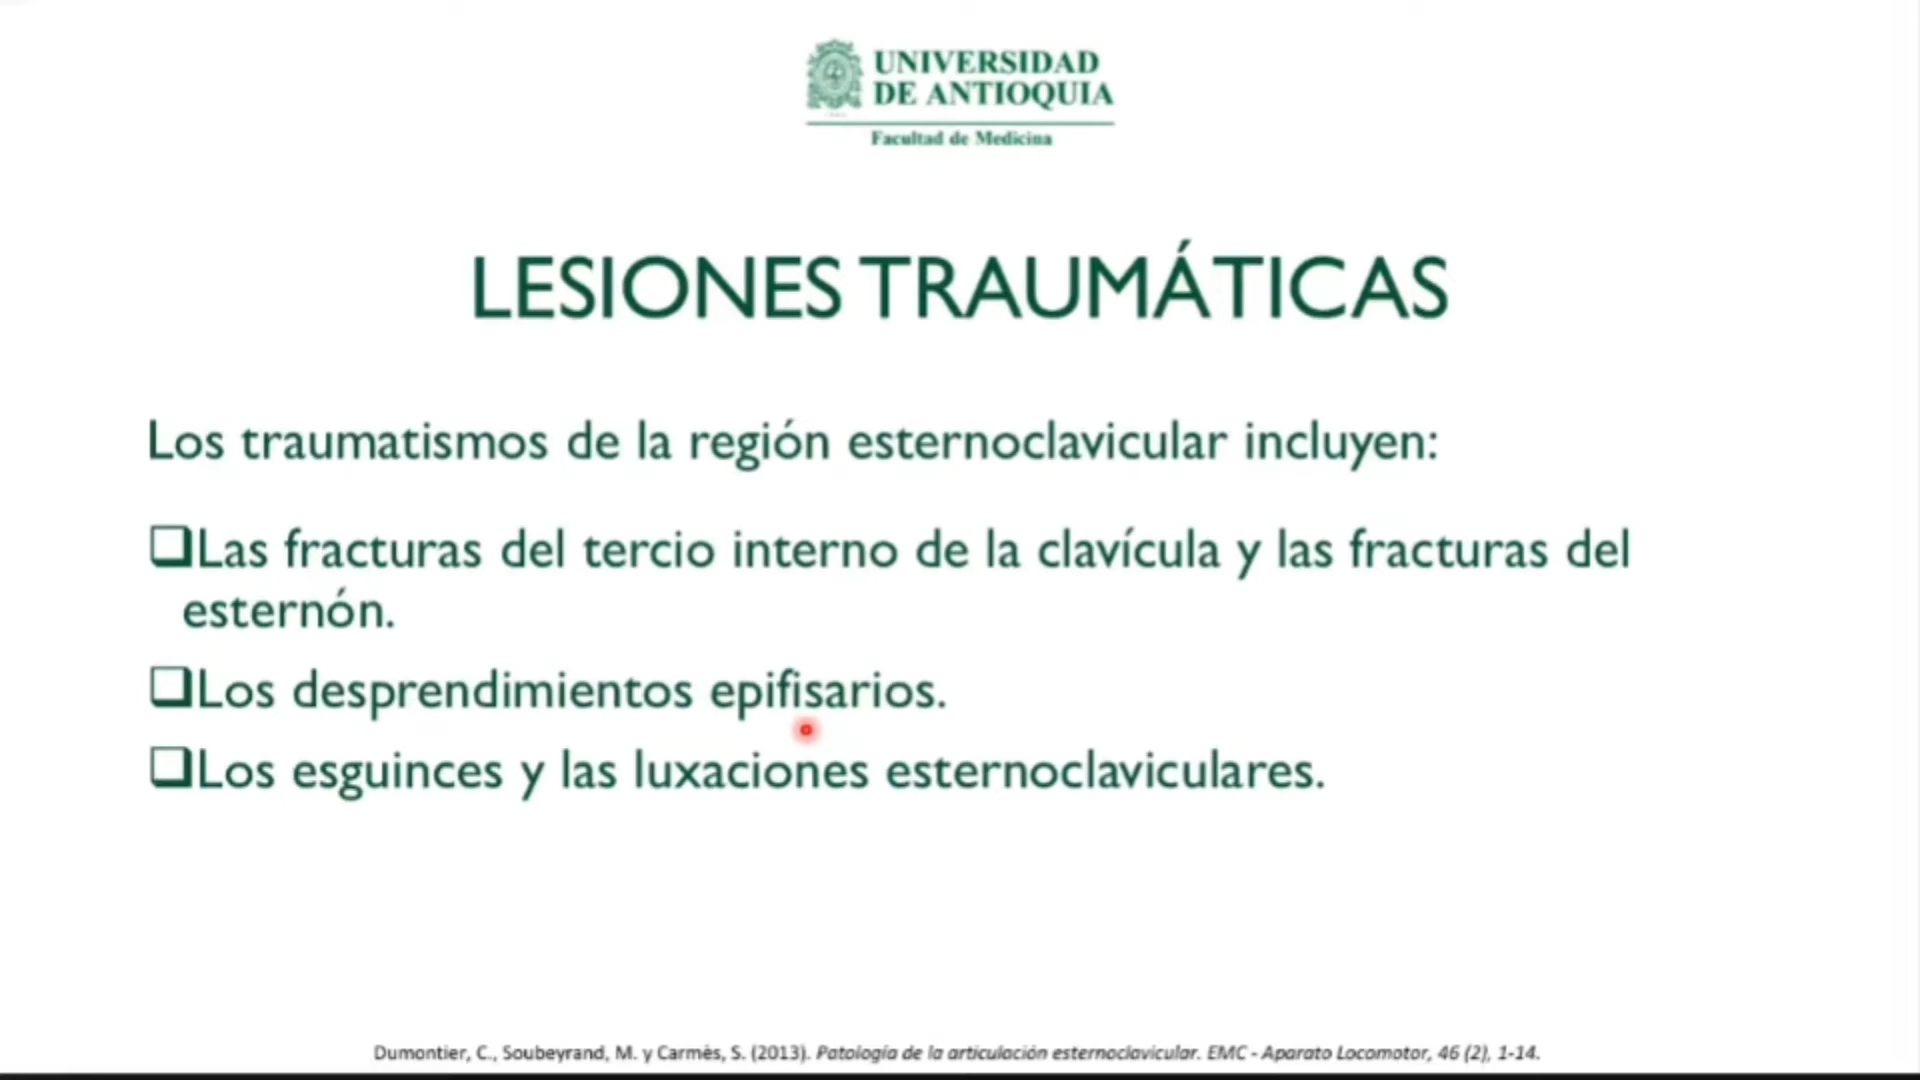 UNIVERSIDAD
DE ANTIOQUIA
Facultad de Medicina
LESIONES TRAUMÁTICAS
Los traumatismos de la región esternoclavicular incluyen:
❑Las fracturas del tercio interno de la clavícula y las fracturas del
esternón.
❑Los desprendimientos epifisarios.
❑Los esguinces y las luxaciones esternoclaviculares.
Dumontier, C., Soubeyrand, M. y Carmès, S. (2013). Patología de la articulación esternoclavicular. EMC - Aparato Locomotor, 46 (2), 1-14.